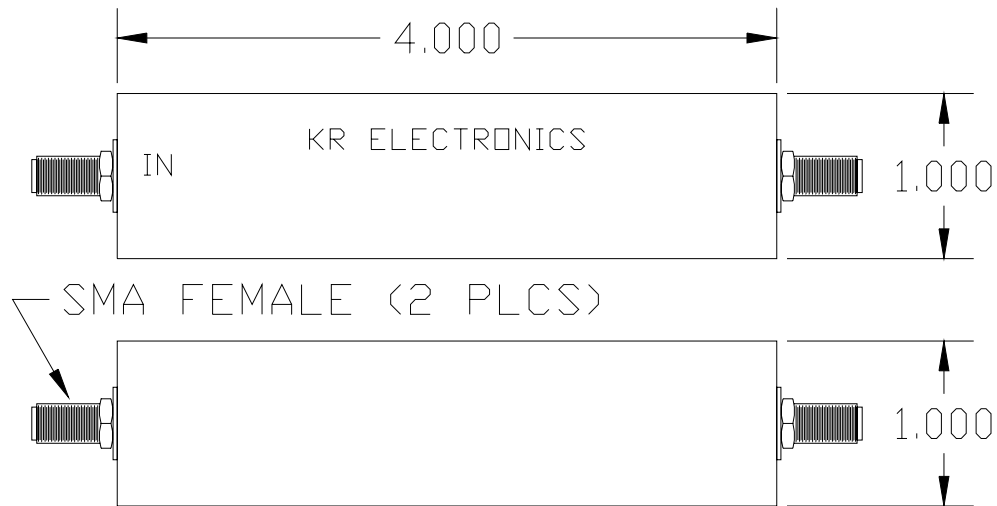 4.000
KR ELECTRONICS
IN
1.000
SMA FEMALE (2 PLCS)
1.000